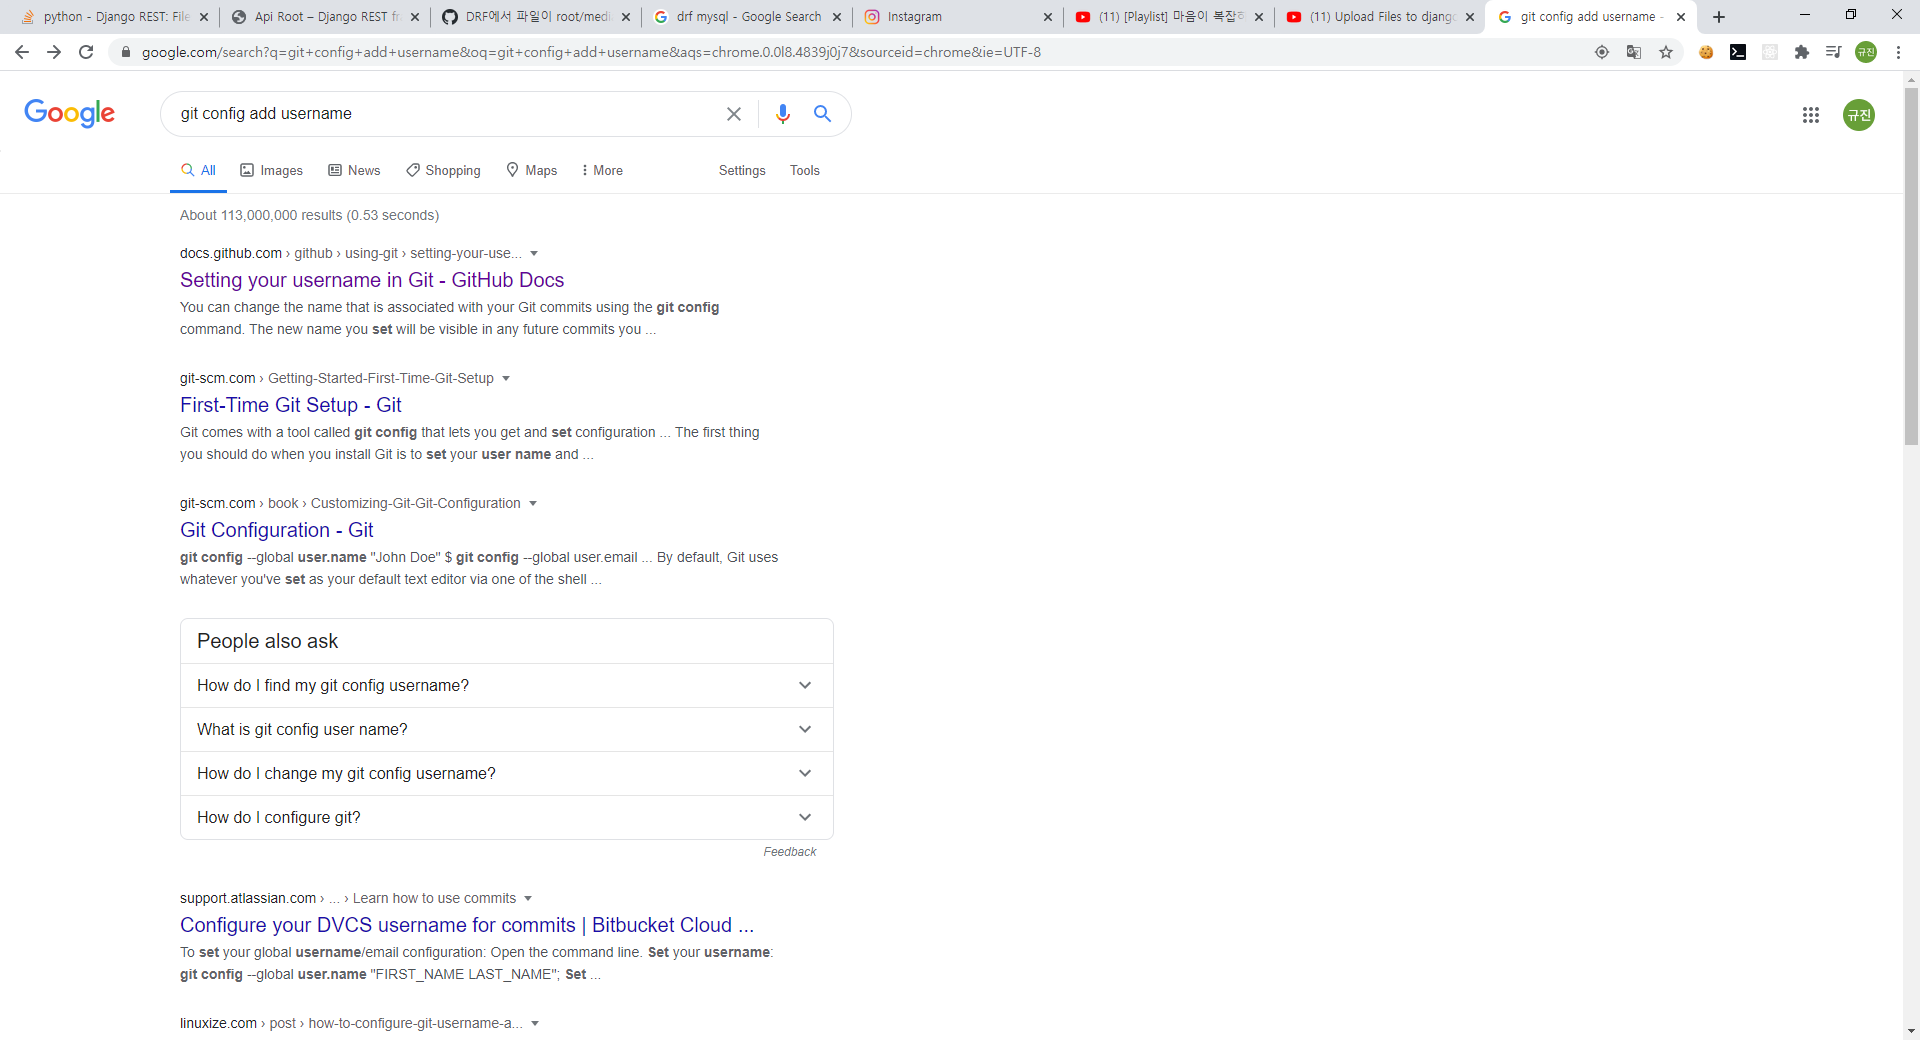 python - Django REST: File
Api Root – Django REST fr
DRF에서 파일이 root/medi
drf mysql - Google Search
Instagram
(11) [Playlist] 마음이 복잡하
(11) Upload Files to django
git config add username -
google.com/search?q=git+config+add+username&oq=git+config+add+username&aqs=chrome.0.0l8.4839j0j7&sourceid=chrome&ie=UTF-8
규진
Google
git config add username
규진
All
Images
News
Shopping
Maps
More
Settings
Tools
About 113,000,000 results (0.53 seconds)
docs.github.com › github › using-git › setting-your-use...
Setting your username in Git - GitHub Docs
You can change the name that is associated with your Git commits using the git config
command. The new name you set will be visible in any future commits you ...
git-scm.com › Getting-Started-First-Time-Git-Setup
First-Time Git Setup - Git
Git comes with a tool called git config that lets you get and set configuration ... The first thing
you should do when you install Git is to set your user name and ...
git-scm.com › book › Customizing-Git-Git-Configuration
Git Configuration - Git
git config --global user.name "John Doe" $ git config --global user.email ... By default, Git uses
whatever you've set as your default text editor via one of the shell ...
People also ask
How do I find my git config username?
What is git config user name?
How do I change my git config username?
How do I configure git?
Feedback
support.atlassian.com › ... › Learn how to use commits
Configure your DVCS username for commits | Bitbucket Cloud ...
To set your global username/email configuration: Open the command line. Set your username:
git config --global user.name "FIRST_NAME LAST_NAME"; Set ...
linuxize.com › post › how-to-configure-git-username-a...